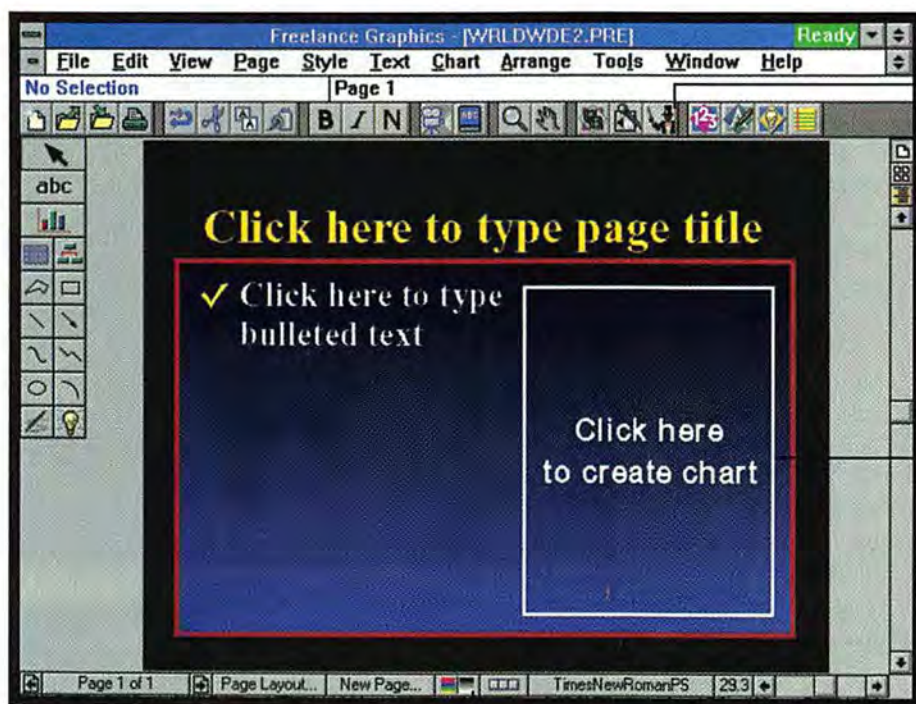 Freelance Graphics - [WRLDWDE2.PRE]
Ready
File Edit View Page Style Text Chart Arrange Tools Window Help
No Selection
Page 1
B I N
ABC
123
abc
Click here to type page title
Click here to type
bulleted text
Click here
to create chart
Page 1 of 1
Page Layout...
New Page...
TimesNewRomanPS
29.3